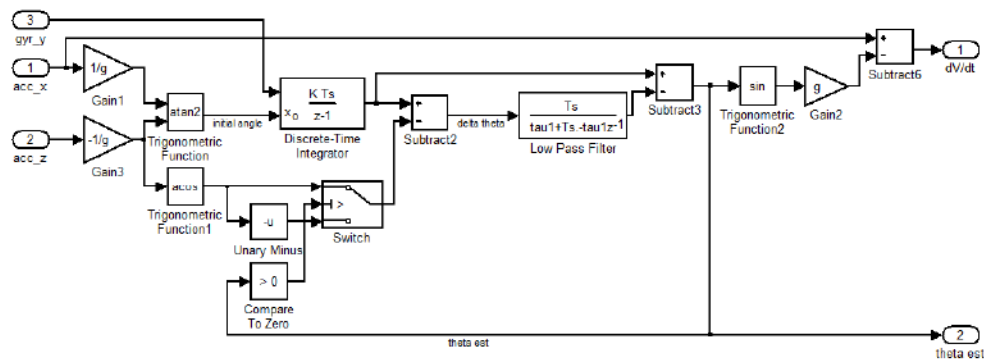 3
gyr_y
1
acc_x
1/g
Gain1
2
acc_z
-1/g
Gain3
atan2
Trigonometric
Function
initial angle
acos
Trigonometric
Function1
K Ts
z-1
x₀
Discrete-Time
Integrator
-u
Unary Minus
> 0
Compare
To Zero
>
Switch
+
−
Subtract2
delta theta
Ts
tau1+Ts.-tau1z-1
Low Pass Filter
+
−
Subtract3
sin
Trigonometric
Function2
g
Gain2
+
−
Subtract6
1
dV/dt
theta est
2
theta est